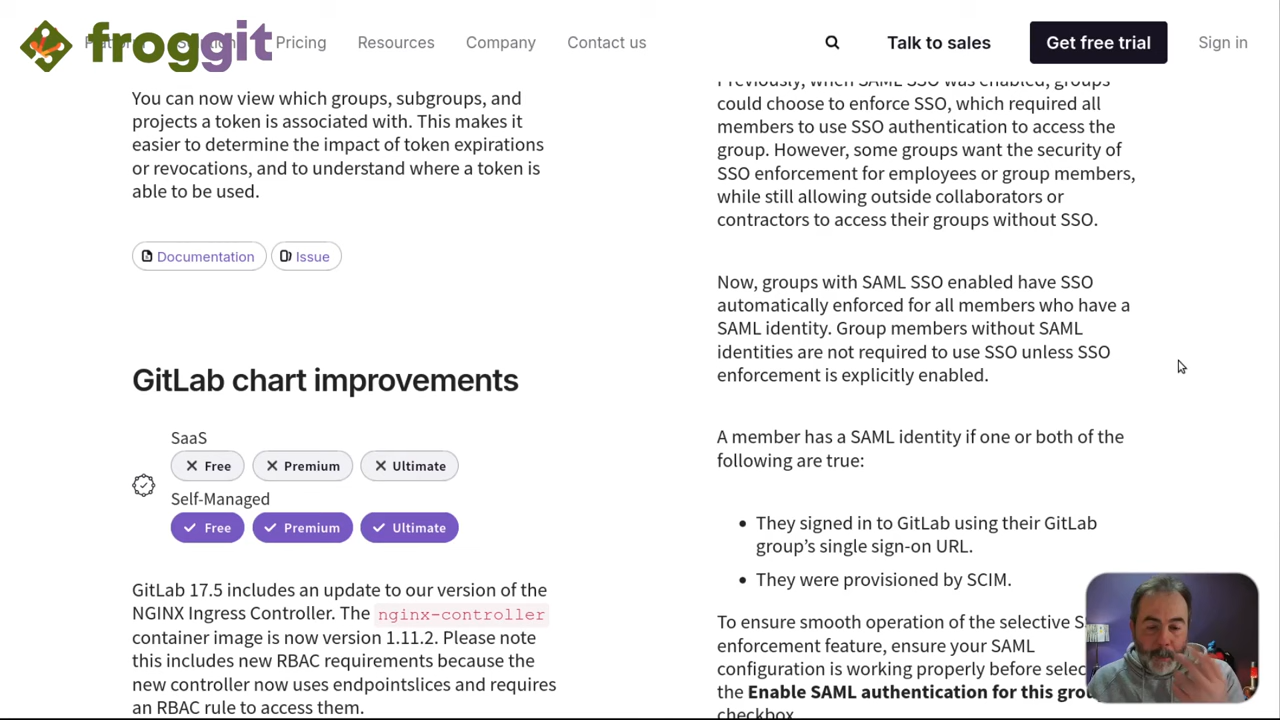 froggit
Pricing
Resources
Company
Contact us
Talk to sales
Get free trial
Sign in
You can now view which groups, subgroups, and
projects a token is associated with. This makes it
easier to determine the impact of token expirations
or revocations, and to understand where a token is
able to be used.
Documentation
Issue
GitLab chart improvements
SaaS
Free
Premium
Ultimate
Self-Managed
Free
Premium
Ultimate
GitLab 17.5 includes an update to our version of the
NGINX Ingress Controller. The nginx-controller
container image is now version 1.11.2. Please note
this includes new RBAC requirements because the
new controller now uses endpointslices and requires
an RBAC rule to access them.
Previously, when SAML SSO was enabled, groups
could choose to enforce SSO, which required all
members to use SSO authentication to access the
group. However, some groups want the security of
SSO enforcement for employees or group members,
while still allowing outside collaborators or
contractors to access their groups without SSO.
Now, groups with SAML SSO enabled have SSO
automatically enforced for all members who have a
SAML identity. Group members without SAML
identities are not required to use SSO unless SSO
enforcement is explicitly enabled.
A member has a SAML identity if one or both of the
following are true:
• They signed in to GitLab using their GitLab
group's single sign-on URL.
• They were provisioned by SCIM.
To ensure smooth operation of the selective
enforcement feature, ensure your SAML
configuration is working properly before
the Enable SAML authentication for this
checkbox